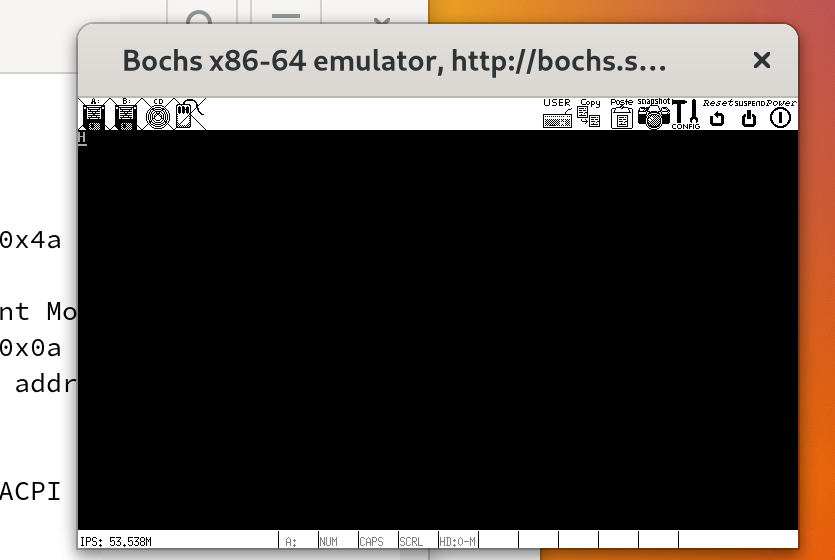 Bochs x86-64 emulator, http://bochs.s...
A: B: CD USER Copy Paste snapshot CONFIG Reset SUSPEND Power
H
0x4a
nt Mo
0x0a
addr
ACPI
IPS: 53.538M A: NUM CAPS SCRL HD:0-M